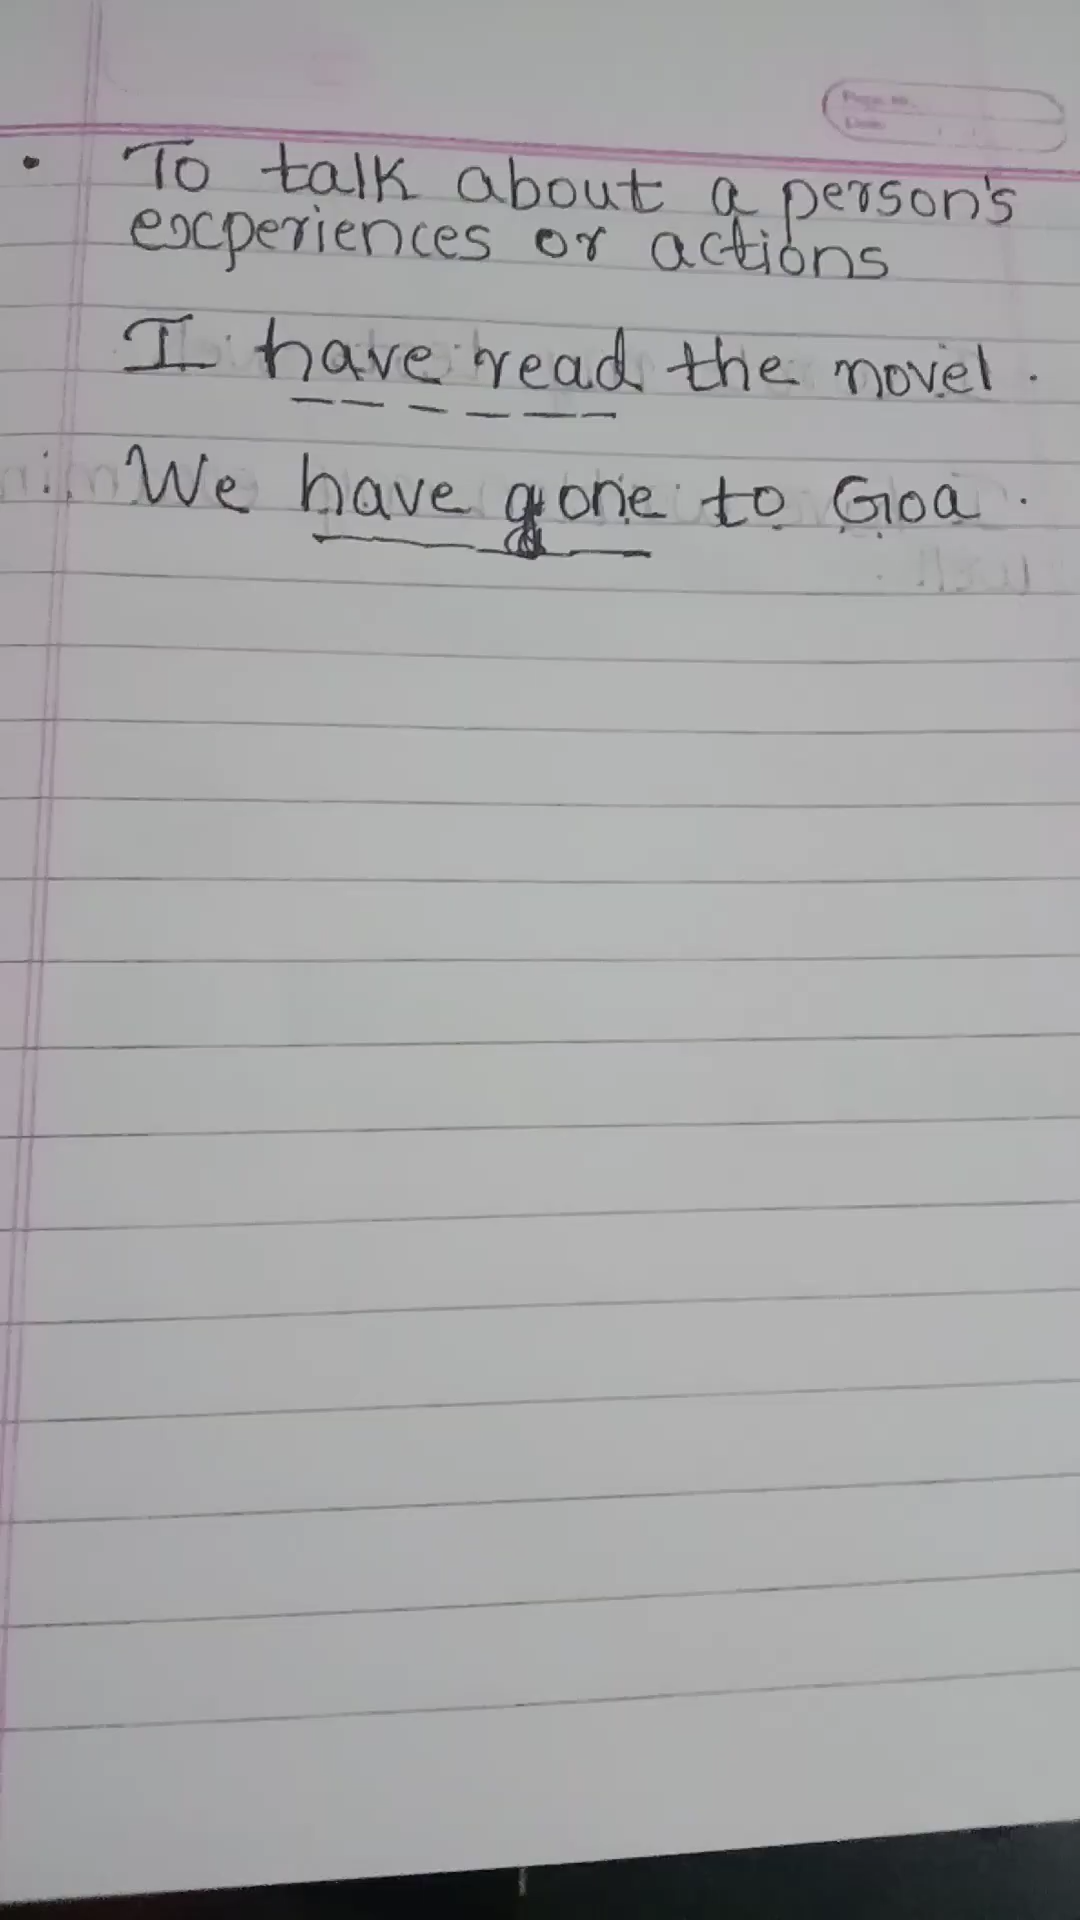 • To talk about a person's
experiences or actions
I have read the novel.
We have gone to Goa.